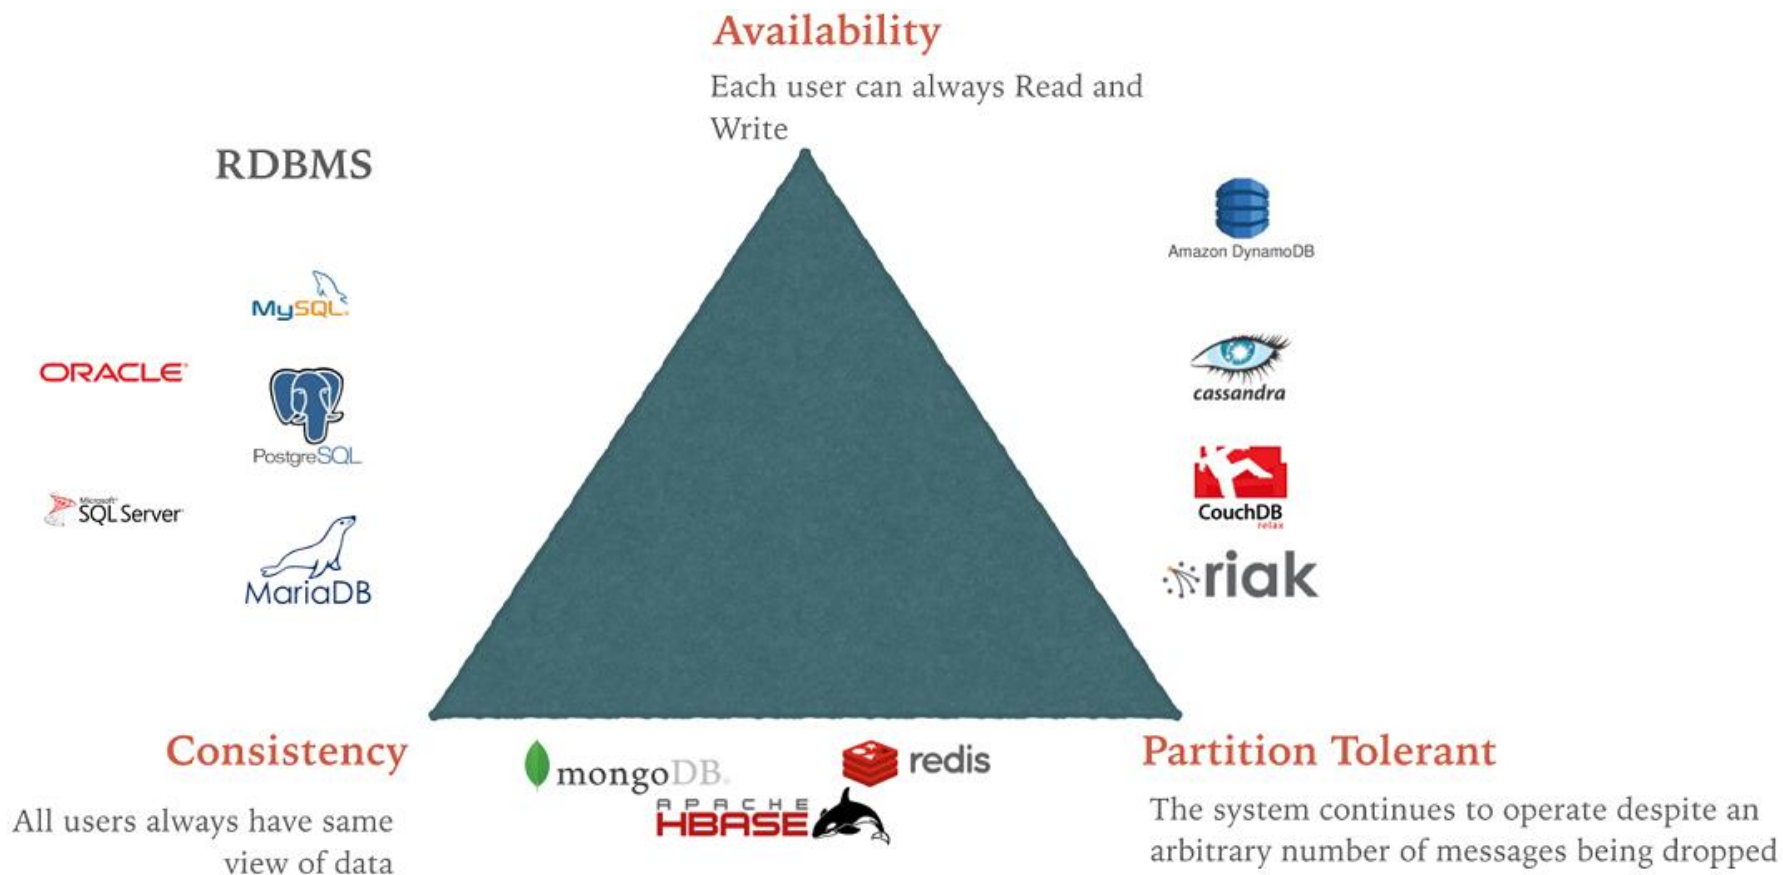 Availability
Each user can always Read and
Write
RDBMS
Amazon DynamoDB
MySQL
ORACLE
cassandra
PostgreSQL
Microsoft
SQL Server
CouchDB
relax
riak
MariaDB
Consistency
mongoDB
redis
Partition Tolerant
APACHE
HBASE
All users always have same
view of data
The system continues to operate despite an
arbitrary number of messages being dropped